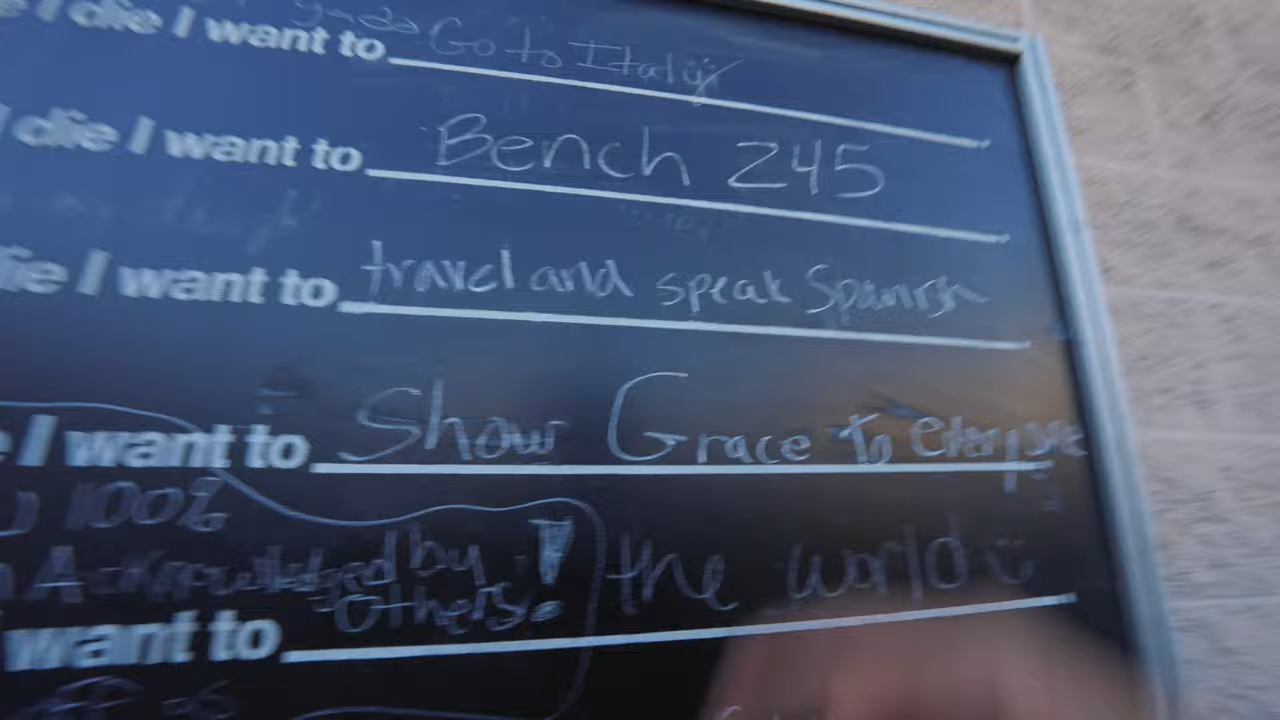 I die I want to Go to Italy
I die I want to Bench 245
die I want to travel and speak Spanish
I want to Show Grace to everyone
100%
Acknowledged by
Others!
the world
want to